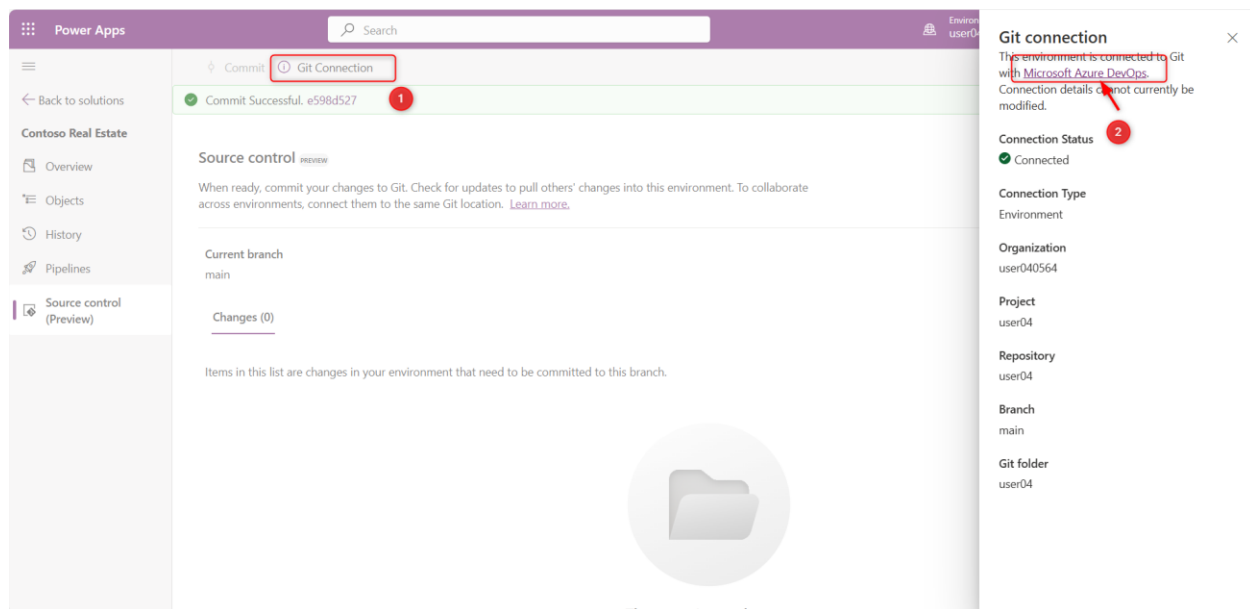 Power Apps
Search
Environ
user04
Commit
Git Connection
Back to solutions
Commit Successful. e598d527
1
Contoso Real Estate
Overview
Objects
History
Pipelines
Source control
(Preview)
Source control PREVIEW
When ready, commit your changes to Git. Check for updates to pull others' changes into this environment. To collaborate
across environments, connect them to the same Git location. Learn more.
Current branch
main
Changes (0)
Items in this list are changes in your environment that need to be committed to this branch.
Git connection
This environment is connected to Git
with Microsoft Azure DevOps.
Connection details cannot currently be
modified.
2
Connection Status
Connected
Connection Type
Environment
Organization
user040564
Project
user04
Repository
user04
Branch
main
Git folder
user04